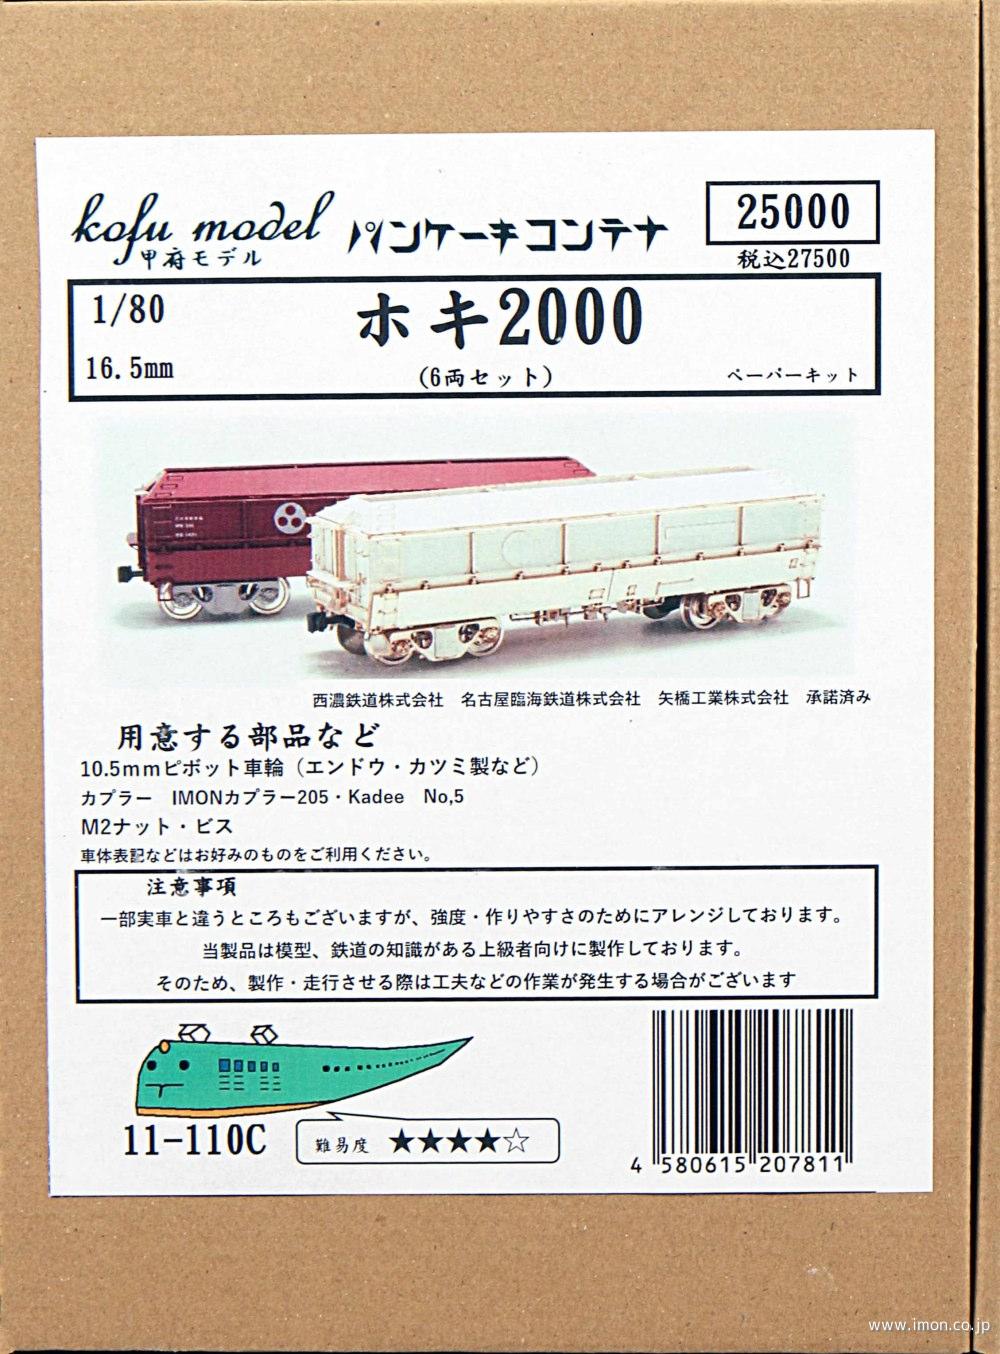 kofu model
甲府モデル
パンケーキコンテナ
25000
税込27500
1/80
ホキ2000
16.5mm
(6両セット)
ペーパーキット
西濃鉄道株式会社 名古屋臨海鉄道株式会社 矢橋工業株式会社 承諾済み
用意する部品など
10.5mmピボット車輪（エンドウ・カツミ製など）
カプラー IMONカプラー205・Kadee No,5
M2ナット・ビス
車体表記などはお好みのものをご利用ください。
注意事項
一部実車と違うところもございますが、強度・作りやすさのためにアレンジしております。
当製品は模型、鉄道の知識がある上級者向けに製作しております。
そのため、製作・走行させる際は工夫などの作業が発生する場合がございます
11-110C
難易度 ★★★★☆
4 580615 207811
www.imon.co.jp